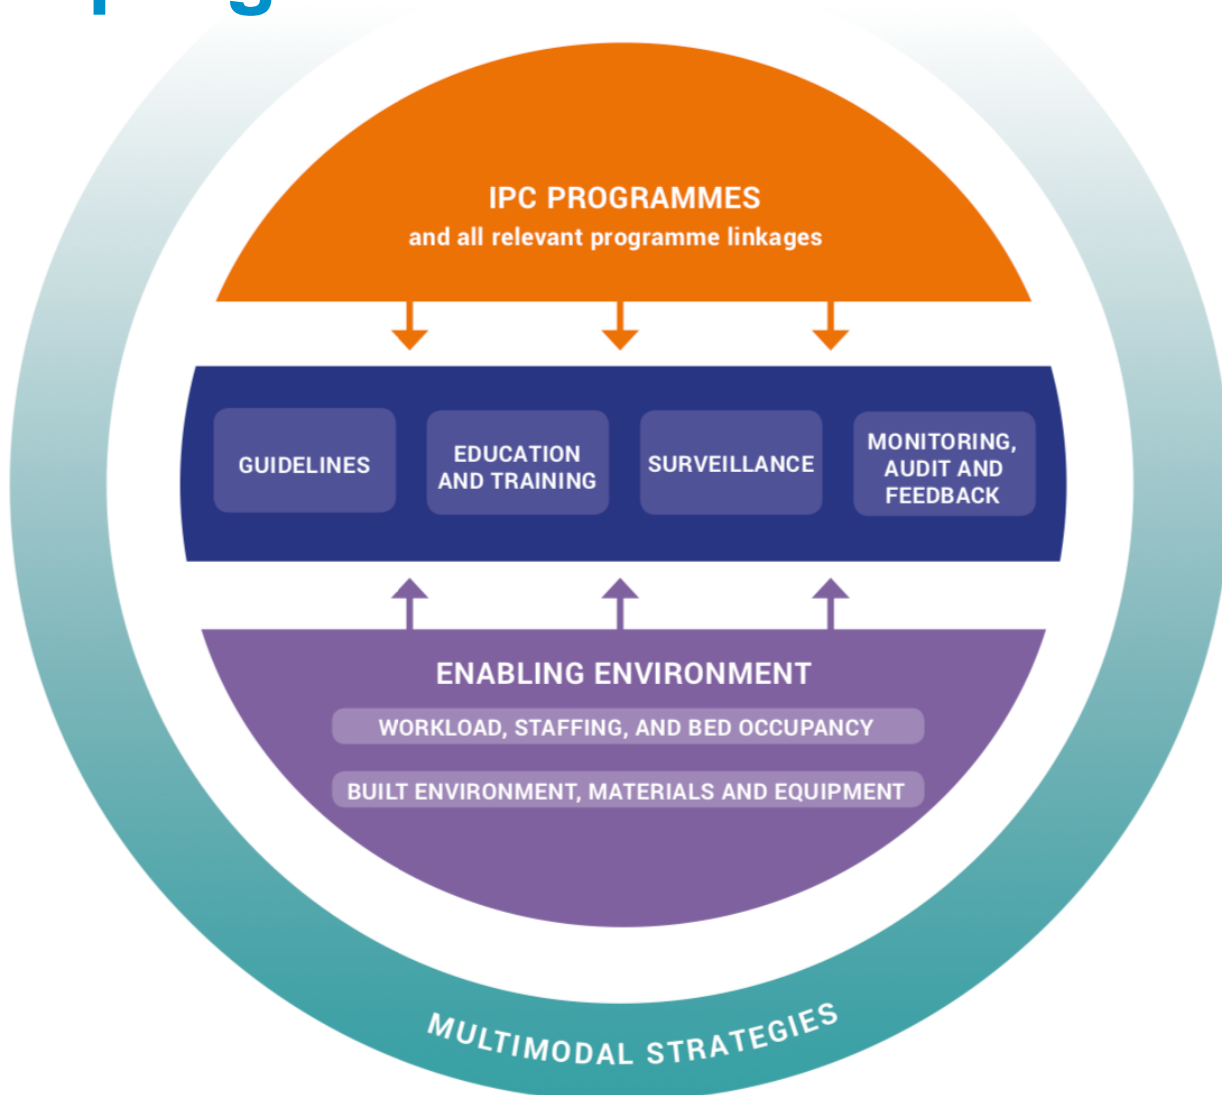 IPC PROGRAMMES
and all relevant programme linkages
GUIDELINES
EDUCATION
AND TRAINING
SURVEILLANCE
MONITORING,
AUDIT AND
FEEDBACK
ENABLING ENVIRONMENT
WORKLOAD, STAFFING, AND BED OCCUPANCY
BUILT ENVIRONMENT, MATERIALS AND EQUIPMENT
MULTIMODAL STRATEGIES